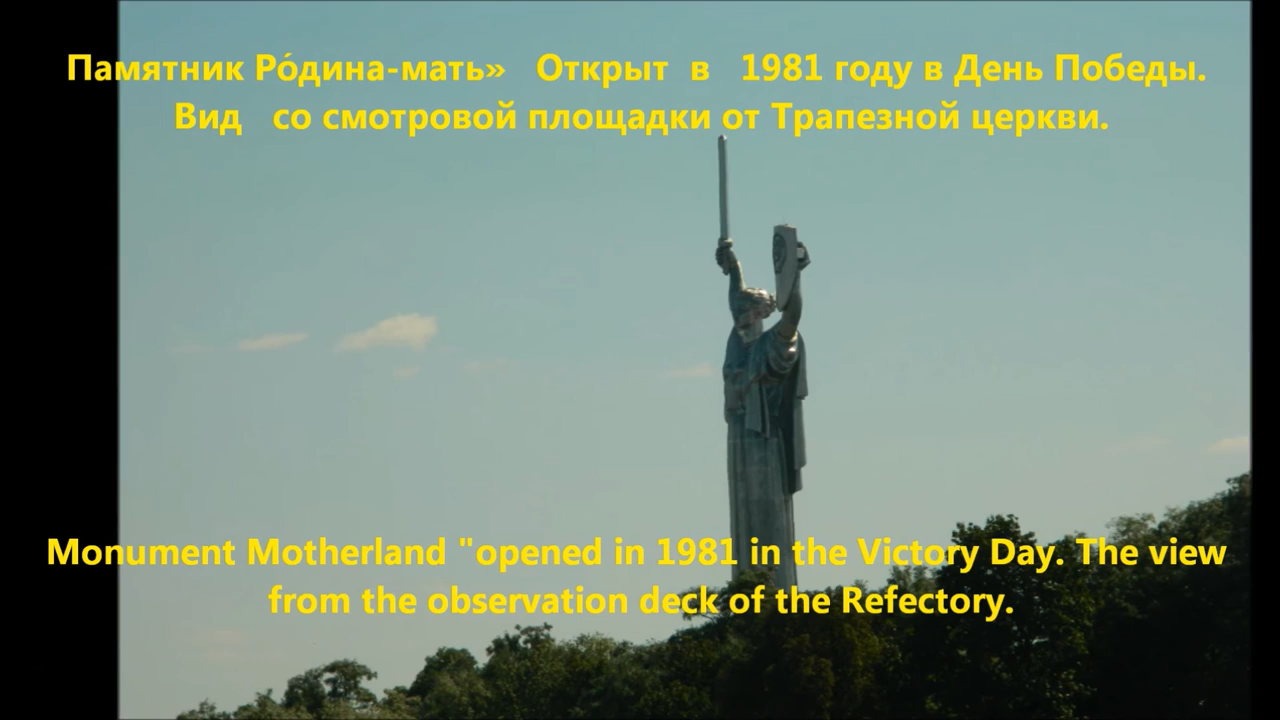 Памятник Ро́дина-мать» Открыт в 1981 году в День Победы.
Вид со смотровой площадки от Трапезной церкви.
Monument Motherland "opened in 1981 in the Victory Day. The view
from the observation deck of the Refectory.